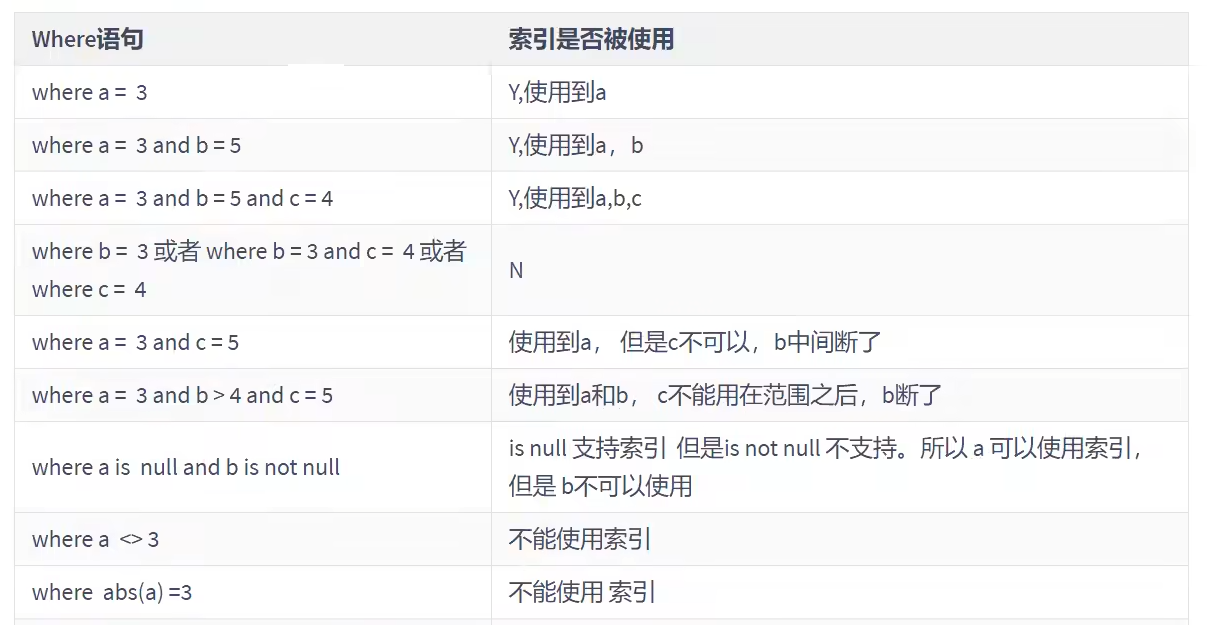 Where语句 索引是否被使用
where a = 3 Y,使用到a
where a = 3 and b = 5 Y,使用到a，b
where a = 3 and b = 5 and c = 4 Y,使用到a,b,c
where b = 3 或者 where b = 3 and c = 4 或者
where c = 4
N
where a = 3 and c = 5 使用到a， 但是c不可以，b中间断了
where a = 3 and b > 4 and c = 5 使用到a和b， c不能用在范围之后，b断了
where a is null and b is not null
is null 支持索引 但是is not null 不支持。所以 a 可以使用索引，
但是 b不可以使用
where a <> 3 不能使用索引
where abs(a) =3 不能使用 索引